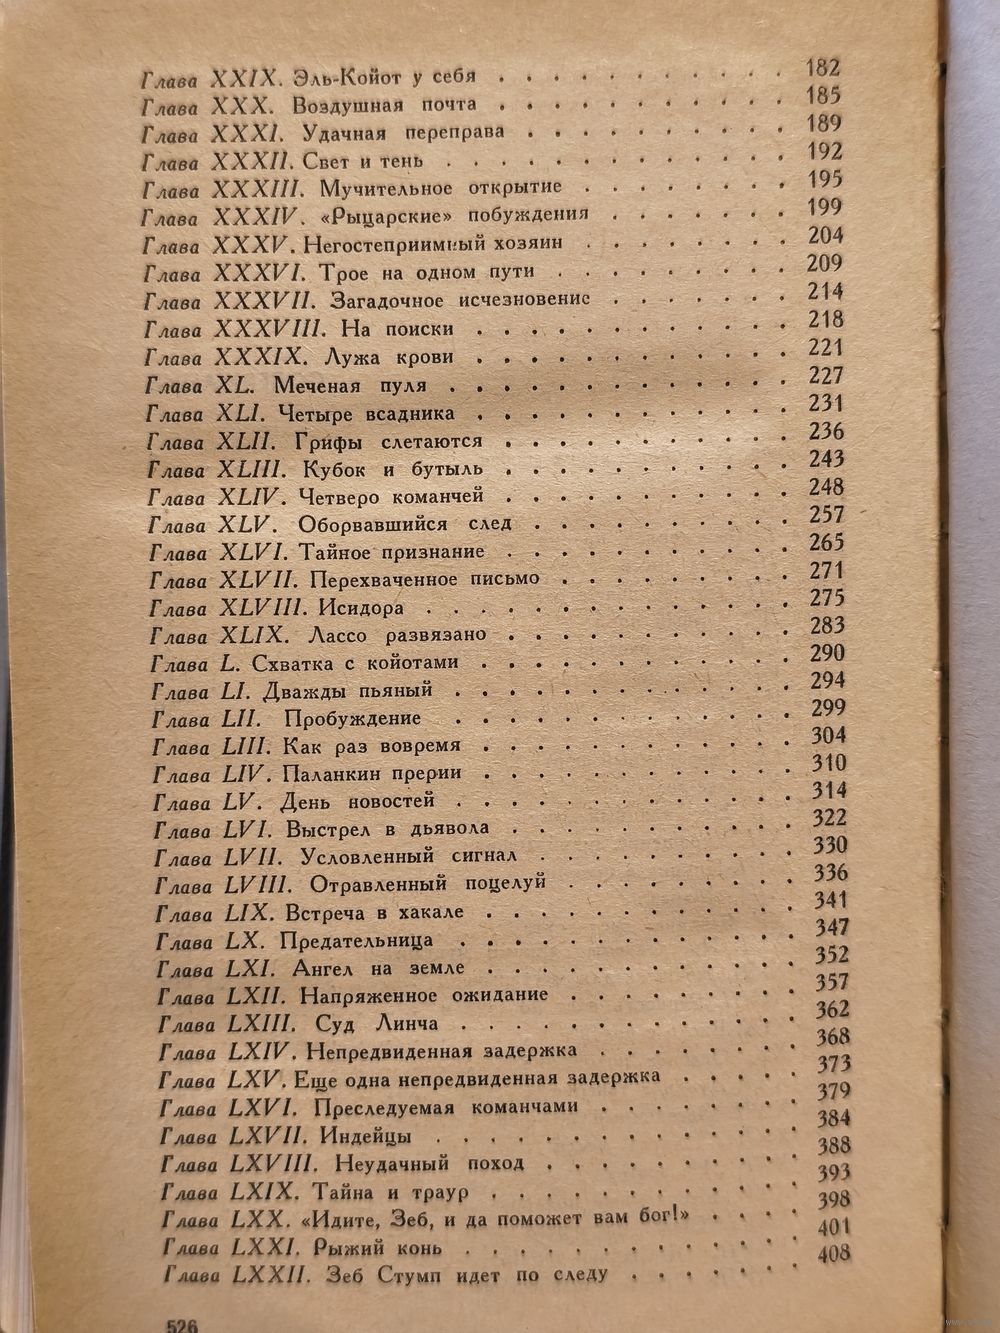 Глава XXIX. Эль-Койот у себя . . . . . . . . . . . 182
Глава XXX. Воздушная почта . . . . . . . . . . . 185
Глава XXXI. Удачная переправа . . . . . . . . . . 189
Глава XXXII. Свет и тень . . . . . . . . . . . . . 192
Глава XXXIII. Мучительное открытие . . . . . . . . 195
Глава XXXIV. «Рыцарские» побуждения . . . . . . . 199
Глава XXXV. Негостеприимный хозяин . . . . . . . . 204
Глава XXXVI. Трое на одном пути . . . . . . . . . 209
Глава XXXVII. Загадочное исчезновение . . . . . . . 214
Глава XXXVIII. На поиски . . . . . . . . . . . . 218
Глава XXXIX. Лужа крови . . . . . . . . . . . . 221
Глава XL. Меченая пуля . . . . . . . . . . . . . 227
Глава XLI. Четыре всадника . . . . . . . . . . . . 231
Глава XLII. Грифы слетаются . . . . . . . . . . . 236
Глава XLIII. Кубок и бутыль . . . . . . . . . . . 243
Глава XLIV. Четверо команчей . . . . . . . . . . . 248
Глава XLV. Оборвавшийся след . . . . . . . . . . 257
Глава XLVI. Тайное признание . . . . . . . . . . . 265
Глава XLVII. Перехваченное письмо . . . . . . . . . 271
Глава XLVIII. Исидора . . . . . . . . . . . . . . 275
Глава XLIX. Лассо развязано . . . . . . . . . . . 283
Глава L. Схватка с койотами . . . . . . . . . . . . 290
Глава LI. Дважды пьяный . . . . . . . . . . . . . 294
Глава LII. Пробуждение . . . . . . . . . . . . . 299
Глава LIII. Как раз вовремя . . . . . . . . . . . . 304
Глава LIV. Паланкин прерии . . . . . . . . . . . . 310
Глава LV. День новостей . . . . . . . . . . . . . 314
Глава LVI. Выстрел в дьявола . . . . . . . . . . . 322
Глава LVII. Условленный сигнал . . . . . . . . . . 330
Глава LVIII. Отравленный поцелуй . . . . . . . . . 336
Глава LIX. Встреча в хакале . . . . . . . . . . . . 341
Глава LX. Предательница . . . . . . . . . . . . . 347
Глава LXI. Ангел на земле . . . . . . . . . . . . 352
Глава LXII. Напряженное ожидание . . . . . . . . . 357
Глава LXIII. Суд Линча . . . . . . . . . . . . . 362
Глава LXIV. Непредвиденная задержка . . . . . . . . 368
Глава LXV. Еще одна непредвиденная задержка . . . . . 373
Глава LXVI. Преследуемая команчами . . . . . . . . 379
Глава LXVII. Индейцы . . . . . . . . . . . . . . 384
Глава LXVIII. Неудачный поход . . . . . . . . . . 388
Глава LXIX. Тайна и траур . . . . . . . . . . . . 393
Глава LXX. «Идите, Зеб, и да поможет вам бог!» . . . . 398
Глава LXXI. Рыжий конь . . . . . . . . . . . . . 401
Глава LXXII. Зеб Стумп идет по следу . . . . . . . 408
526